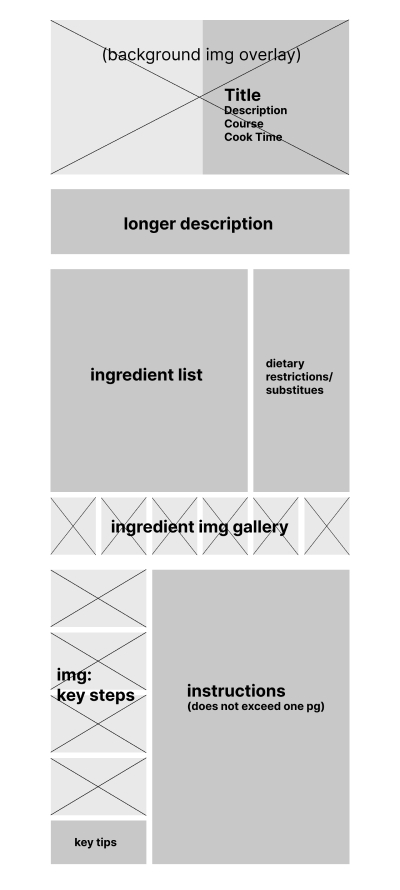 (background img overlay)
Title
Description
Course
Cook Time
longer description
ingredient list
dietary
restrictions/
substitues
ingredient img gallery
img:
key steps
instructions
(does not exceed one pg)
key tips